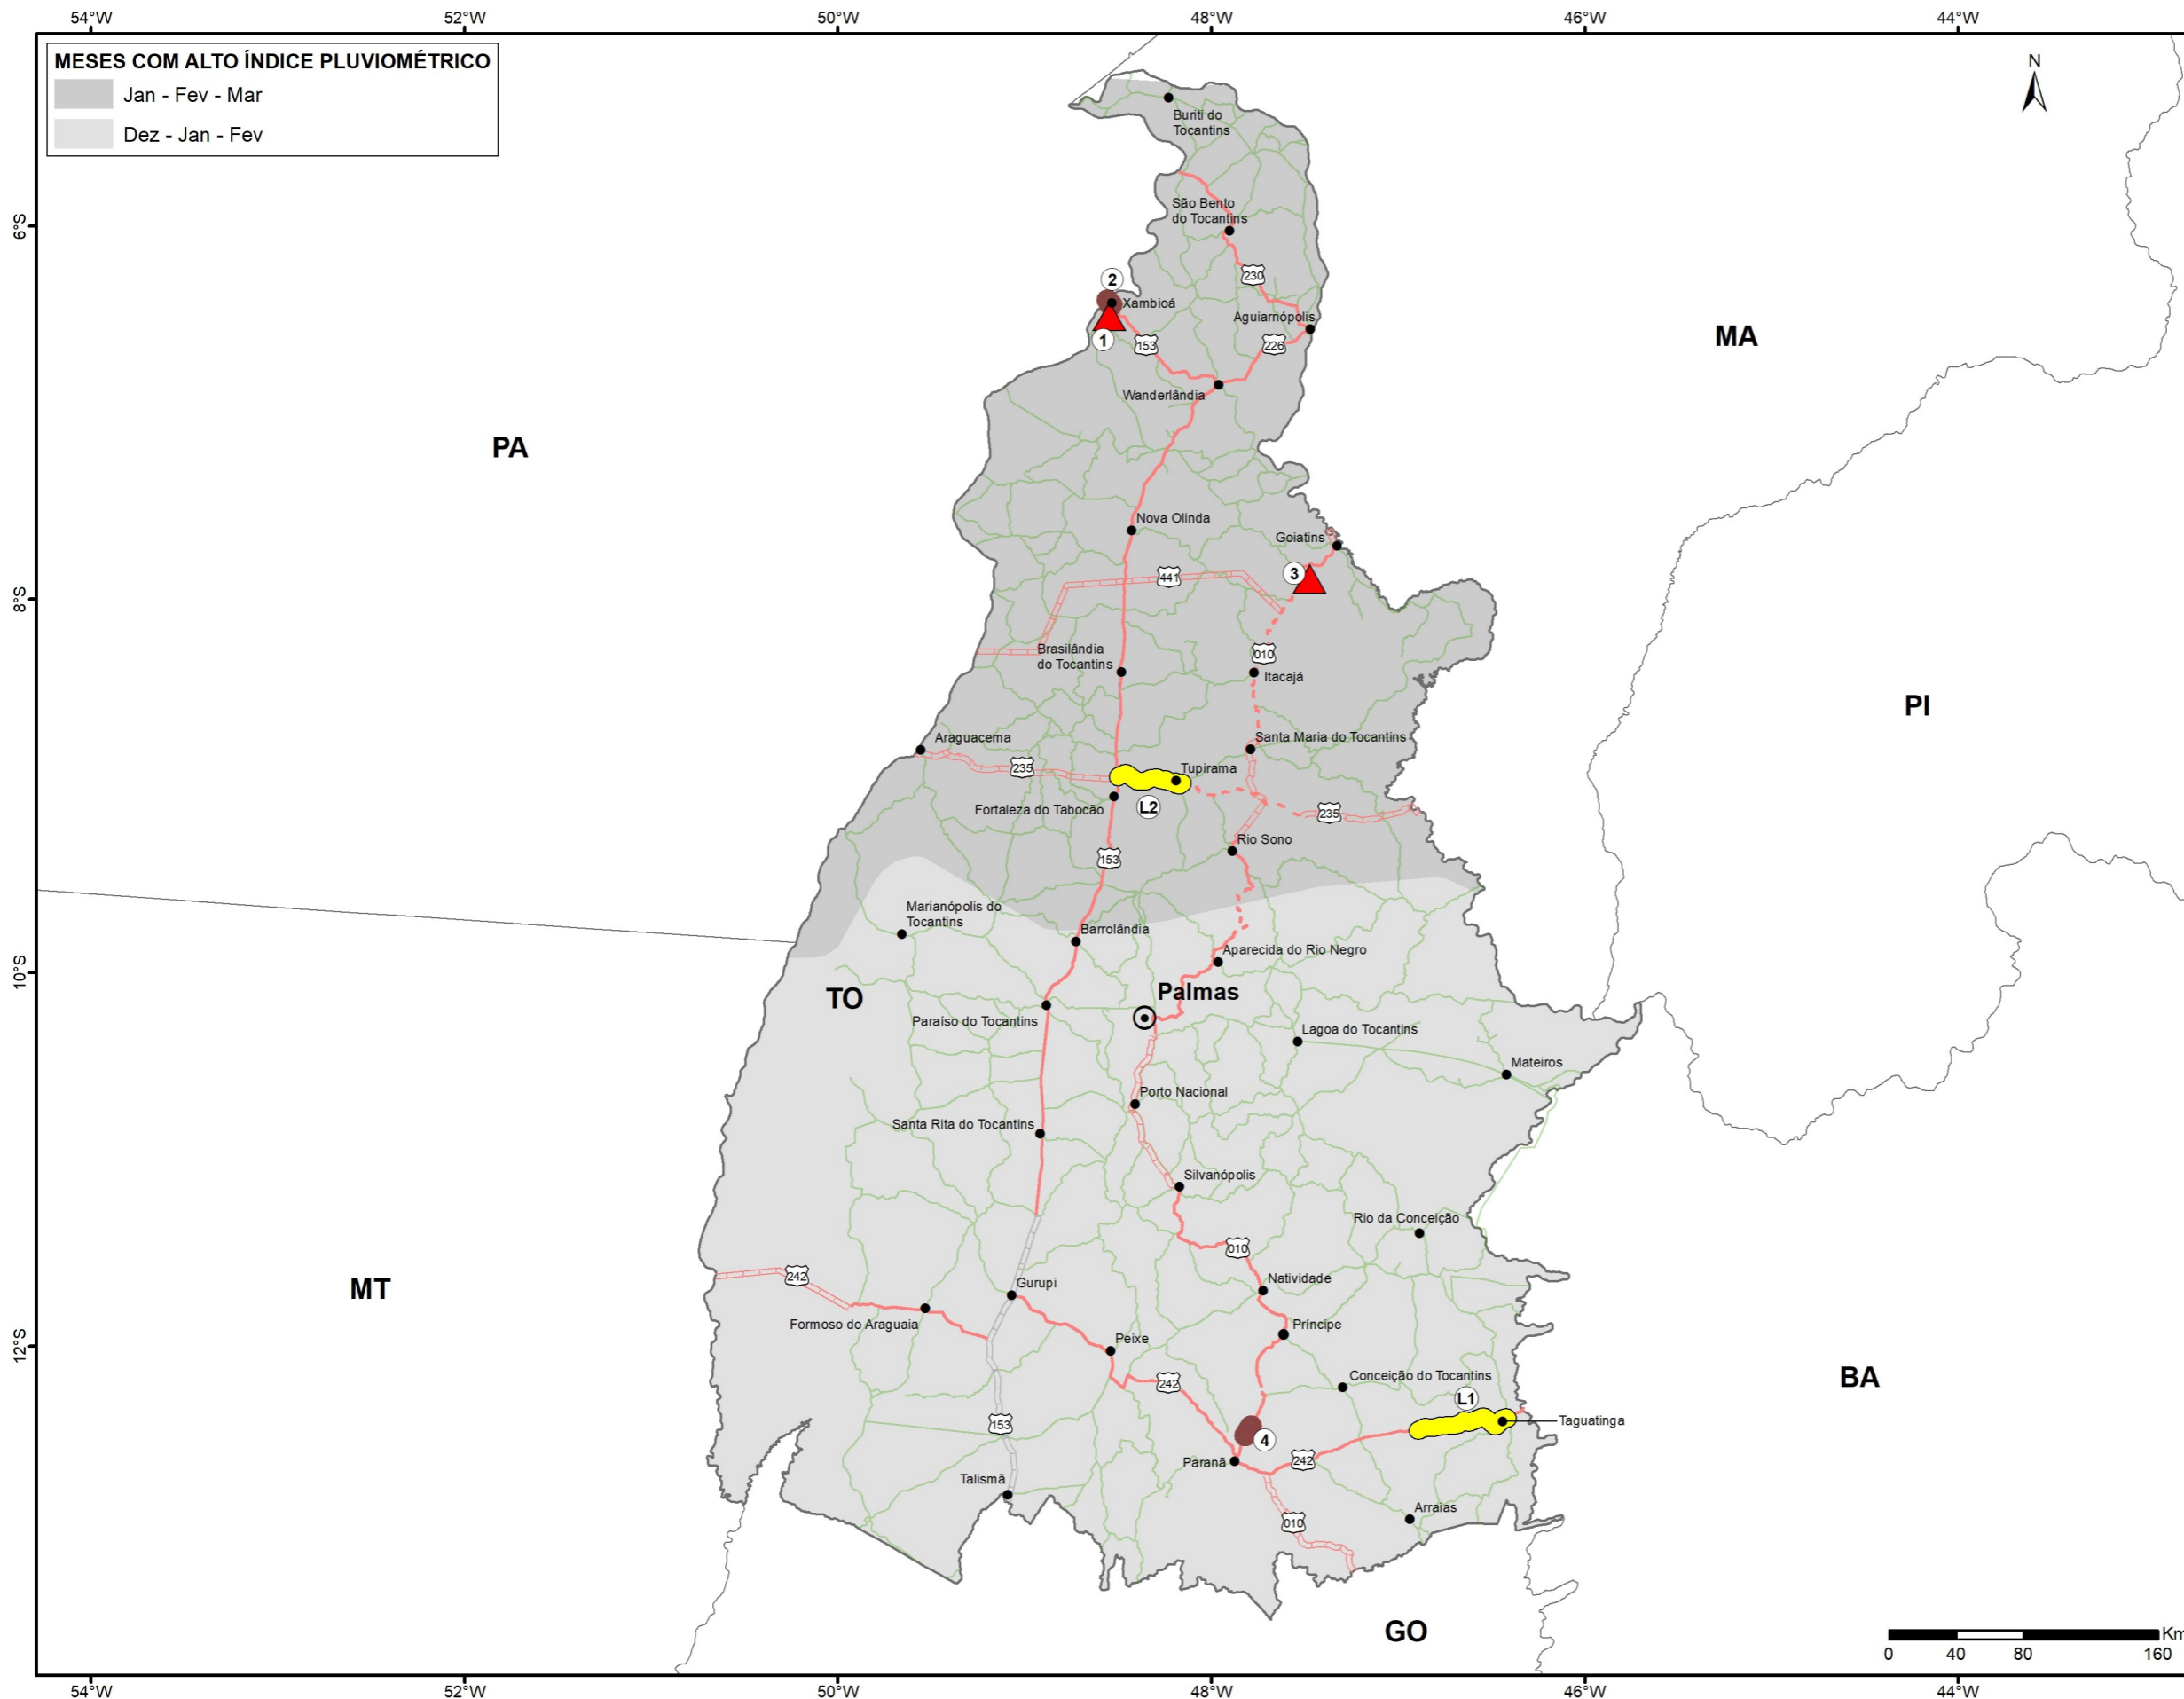 54°W
52°W
50°W
48°W
46°W
44°W
MESES COM ALTO ÍNDICE PLUVIOMÉTRICO
Jan - Fev - Mar
Dez - Jan - Fev
N
Buriti do
Tocantins
São Bento
do Tocantins
6°S
230
2
Xambioá
Aguiarnópolis
1
153
226
MA
Wanderlândia
PA
Nova Olinda
Goiatins
3
441
8°S
Brasilândia
do Tocantins
010
Itacajá
PI
Araguacema
Santa Maria do Tocantins
235
Tupirama
Fortaleza do Tabocão
L2
235
Rio Sono
153
Marianópolis do
Tocantins
Barrolândia
Aparecida do Rio Negro
10°S
TO
Palmas
Paraíso do Tocantins
Lagoa do Tocantins
Mateiros
Porto Nacional
Santa Rita do Tocantins
Silvanópolis
Rio da Conceição
010
242
MT
Gurupi
Natividade
Formoso do Araguaia
Príncipe
12°S
Peixe
242
Conceição do Tocantins
BA
L1
153
Taguatinga
4
Paranã
242
Talismã
Arraias
010
GO
Km
0
40
80
160
54°W
52°W
50°W
48°W
46°W
44°W